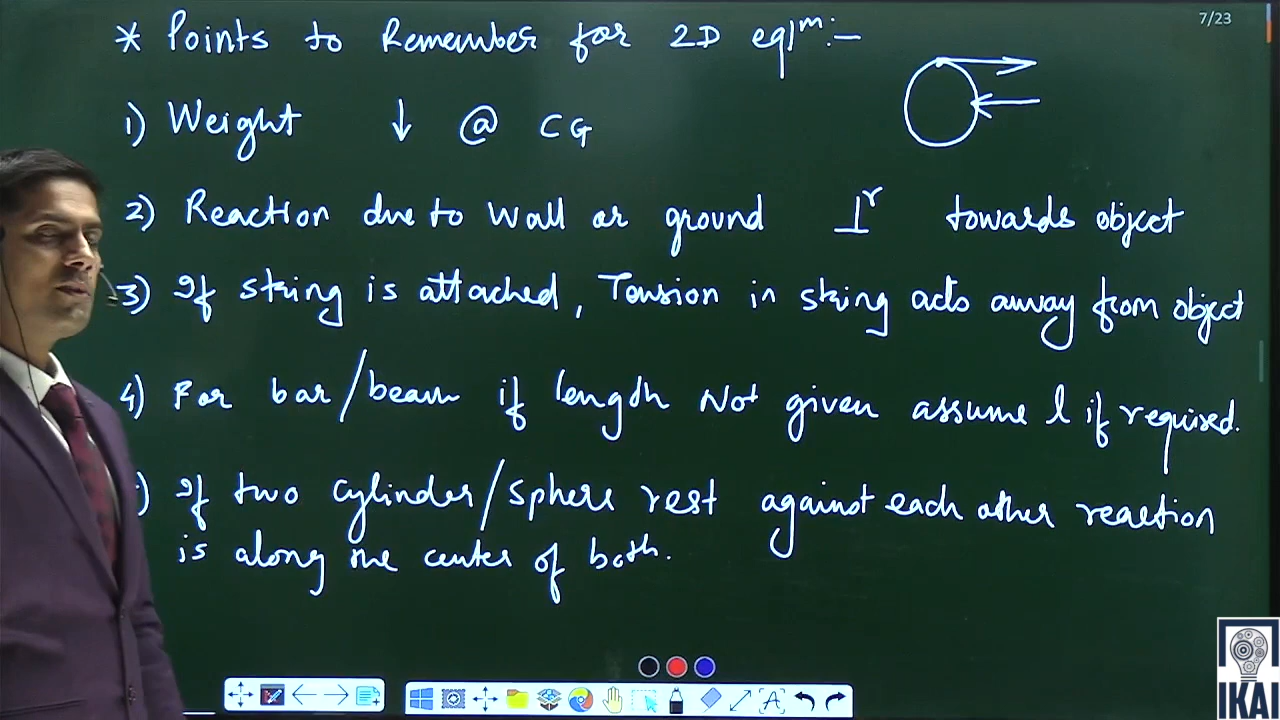 7/23
* Points to Remember for 2D eqlᵐ:-
1) Weight ↓ @ CG
2) Reaction due to wall or ground ⊥ʳ towards object
3) If string is attached, Tension in string acts away from object
4) For bar/beam if length Not given assume l if required.
) If two cylinder/sphere rest against each other reaction
is along the center of both.
IKAI